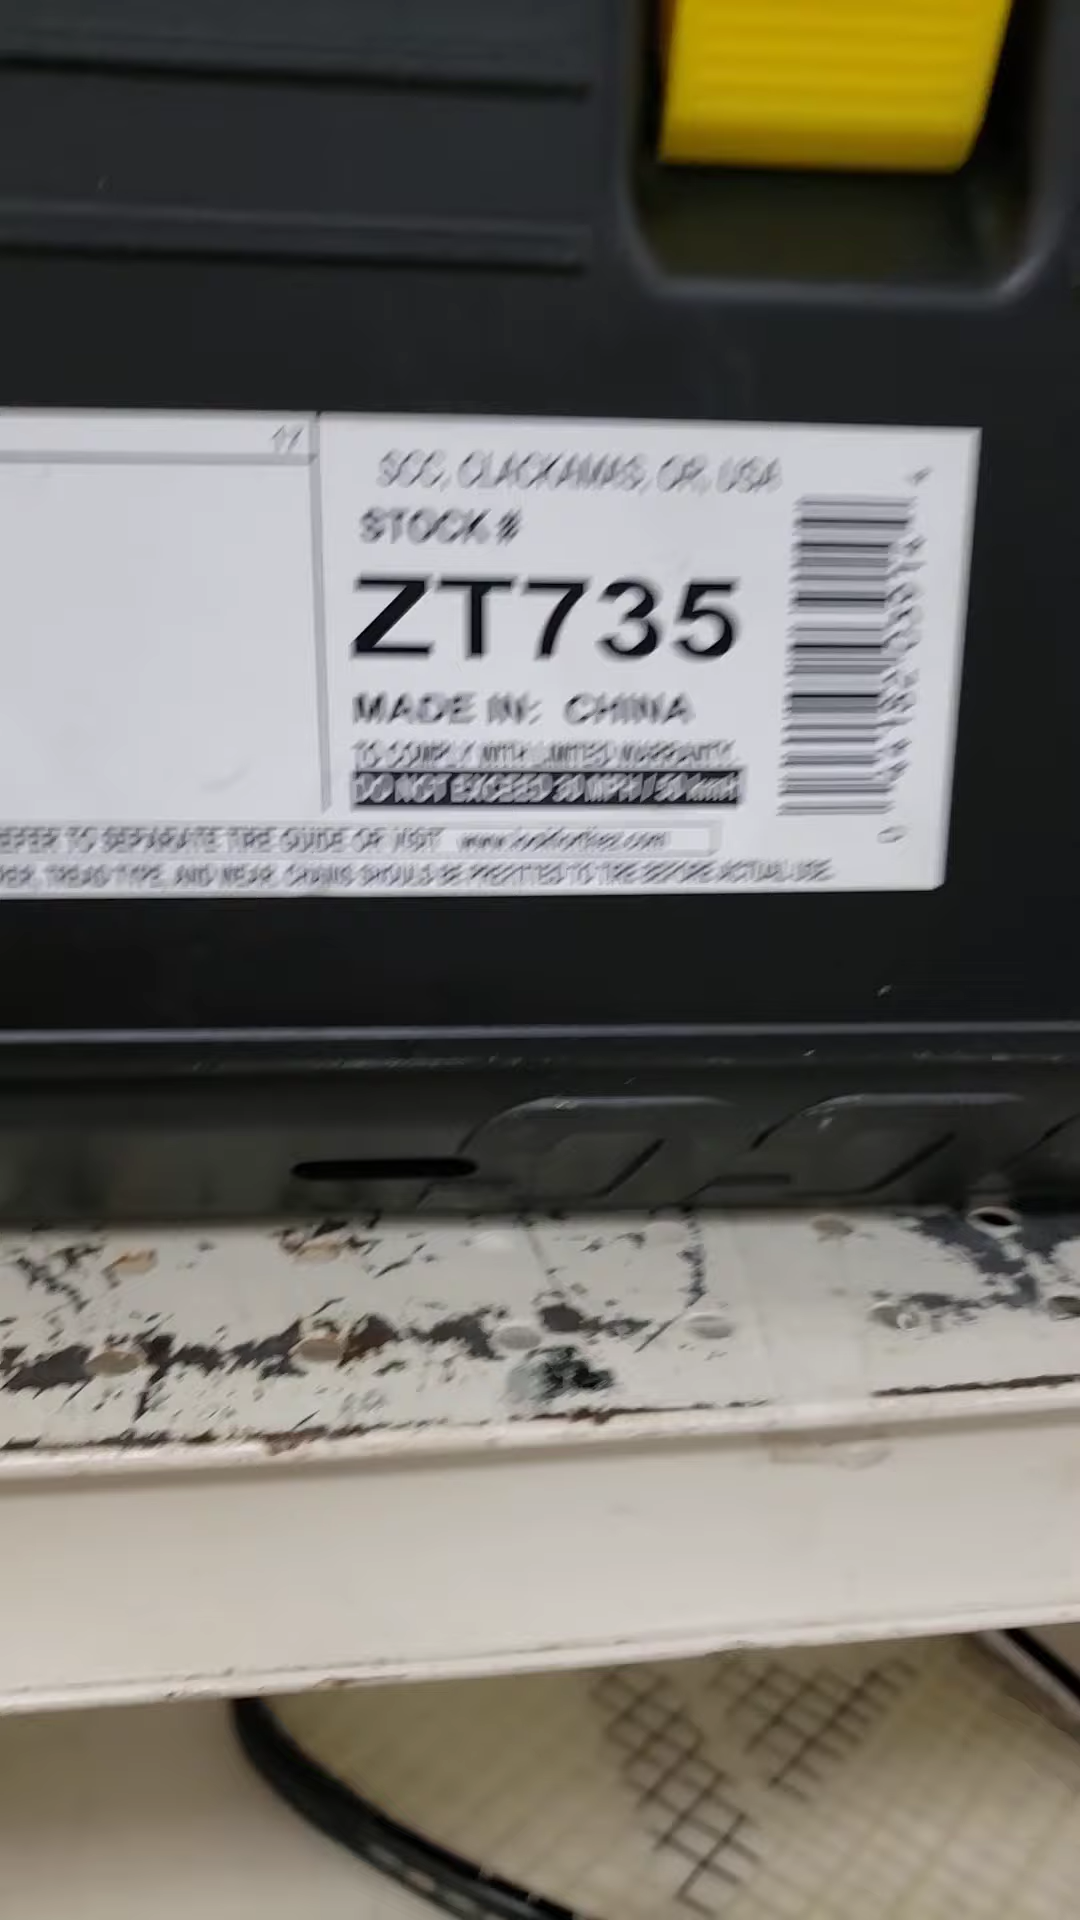 SCC, CLACKAMAS, OR, USA
STOCK #
ZT735
MADE IN: CHINA
TO COMPLY WITH LIMITED WARRANTY,
DO NOT EXCEED 30 MPH / 50 kmh
REFER TO SEPARATE TIRE GUIDE OR VISIT
TREAD TYPE, AND WEAR. CHAINS SHOULD BE PREFITTED TO TIRE BEFORE ACTUAL USE.